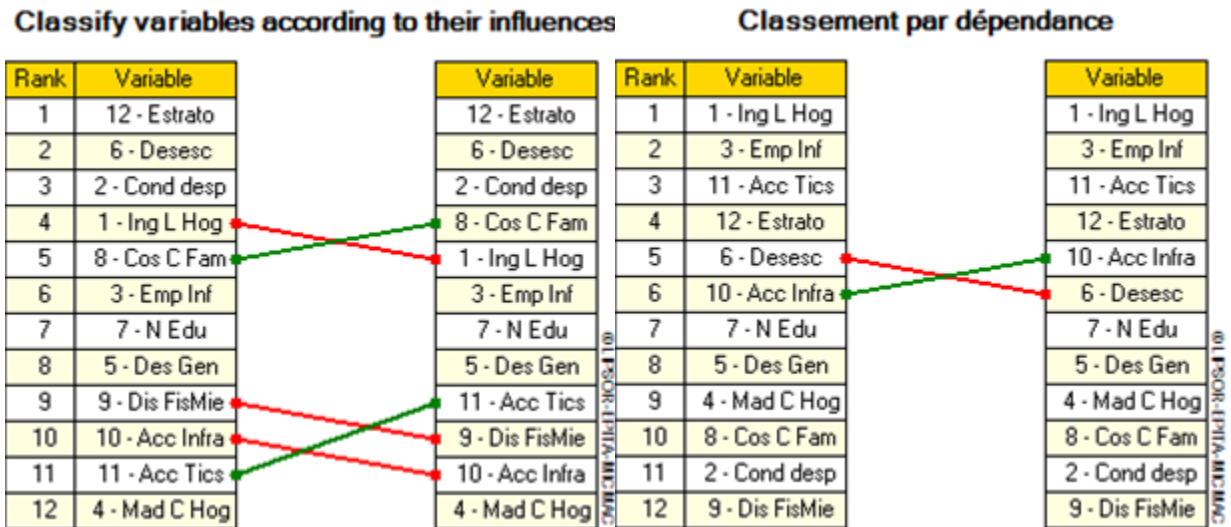 Classify variables according to their influences
Rank Variable Variable
1 12 - Estrato 12 - Estrato
2 6 - Desesc 6 - Desesc
3 2 - Cond desp 2 - Cond desp
4 1 - Ing L Hog 8 - Cos C Fam
5 8 - Cos C Fam 1 - Ing L Hog
6 3 - Emp Inf 3 - Emp Inf
7 7 - N Edu 7 - N Edu
8 5 - Des Gen 5 - Des Gen
9 9 - Dis FisMie 11 - Acc Tics
10 10 - Acc Infra 9 - Dis FisMie
11 11 - Acc Tics 10 - Acc Infra
12 4 - Mad C Hog 4 - Mad C Hog
© LIPSOR-EPITA-MICMAC
Classement par dépendance
Rank Variable Variable
1 1 - Ing L Hog 1 - Ing L Hog
2 3 - Emp Inf 3 - Emp Inf
3 11 - Acc Tics 11 - Acc Tics
4 12 - Estrato 12 - Estrato
5 6 - Desesc 10 - Acc Infra
6 10 - Acc Infra 6 - Desesc
7 7 - N Edu 7 - N Edu
8 5 - Des Gen 5 - Des Gen
9 4 - Mad C Hog 4 - Mad C Hog
10 8 - Cos C Fam 8 - Cos C Fam
11 2 - Cond desp 2 - Cond desp
12 9 - Dis FisMie 9 - Dis FisMie
© LIPSOR-EPITA-MICMAC